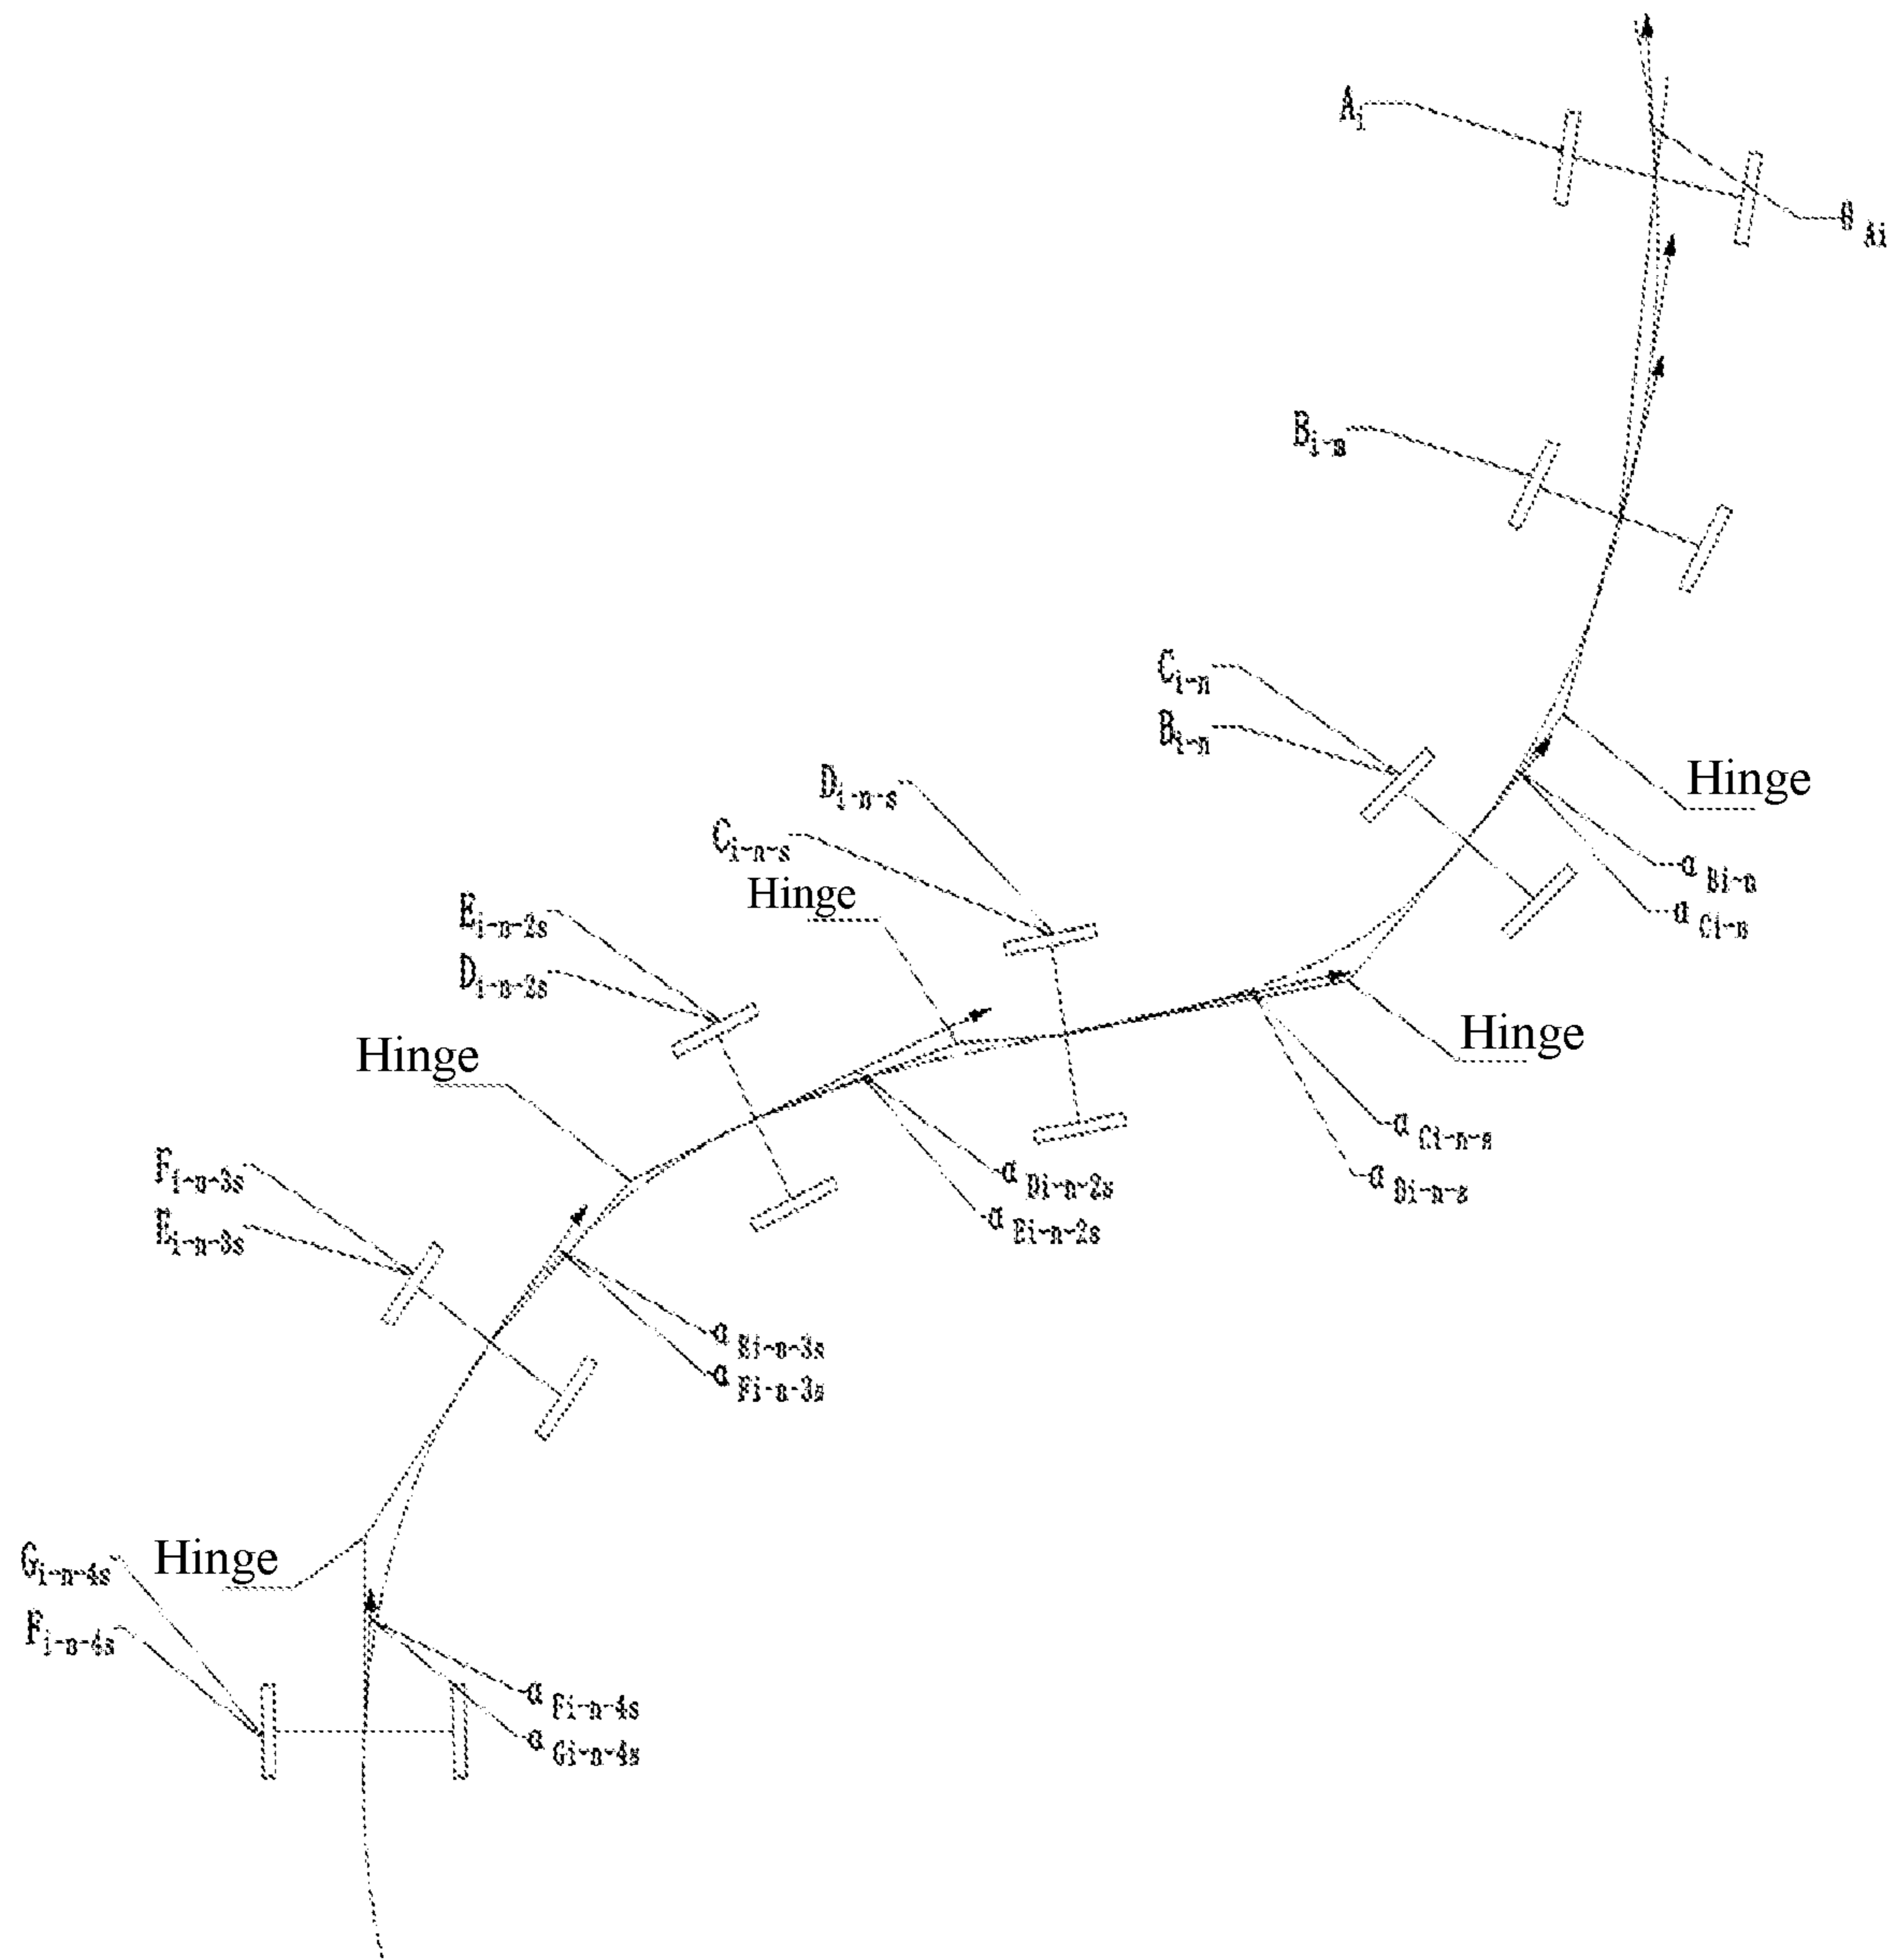 A_i
θ_Ai
B_i-s
C_i-n
B_i-n
Hinge
D_i-n-s
C_i-n-s
Hinge
α_Bi-n
α_Ci-n
E_i-n-2s
D_i-n-2s
Hinge
Hinge
α_Ci-n-s
α_Di-n-s
F_i-n-3s
E_i-n-3s
α_Di-n-2s
α_Ei-n-2s
α_Ei-n-3s
α_Fi-n-3s
G_i-n-4s
Hinge
F_i-n-4s
α_Fi-n-4s
α_Gi-n-4s